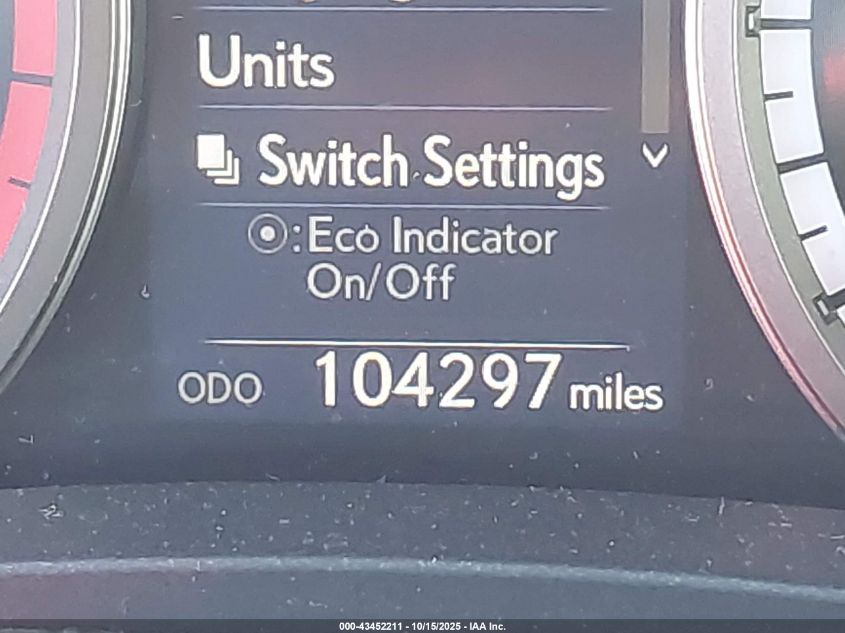 Units
Switch Settings
: Eco Indicator
On/Off
ODO 104297 miles
000-43452211 - 10/15/2025 - IAA Inc.